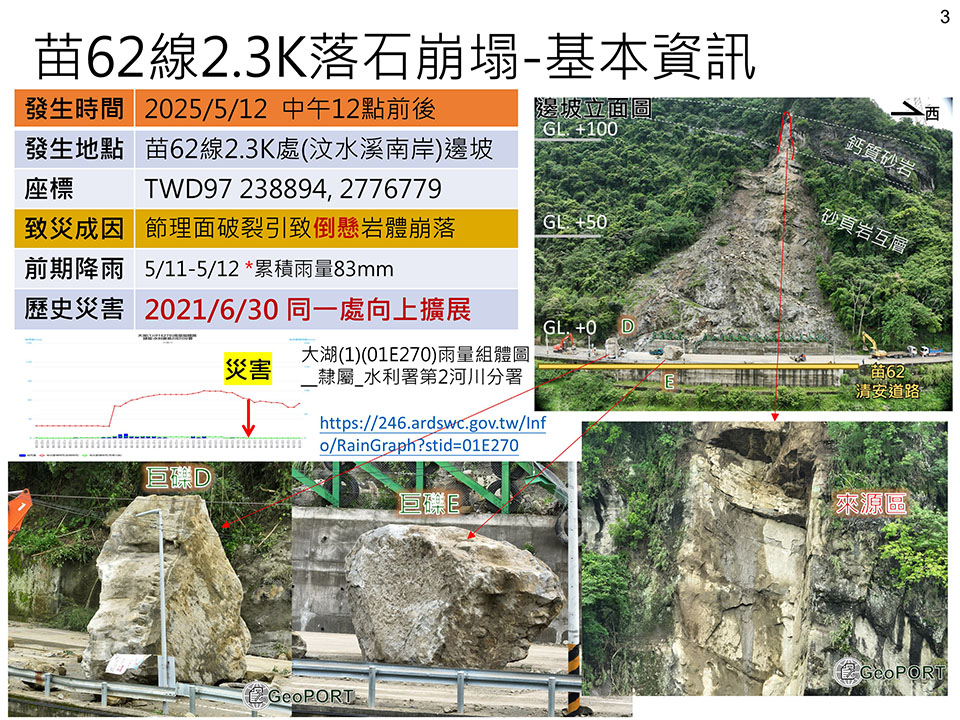 3
苗62線2.3K落石崩塌-基本資訊
發生時間 2025/5/12 中午12點前後
發生地點 苗62線2.3K處(汶水溪南岸)邊坡
座標 TWD97 238894, 2776779
致災成因 節理面破裂引致倒懸岩體崩落
前期降雨 5/11-5/12 *累積雨量83mm
歷史災害 2021/6/30 同一處向上擴展
邊坡立面圖
西
GL. +100
鈣質砂岩
GL. +50
砂頁岩互層
GL. +0
D
E
苗62
清安道路
災害
大湖(1)(01E270)雨量組體圖
__隸屬_水利署第2河川分署
https://246.ardswc.gov.tw/Inf
o/RainGraph?stid=01E270
巨礫D
巨礫E
來源區
GeoPORT
GeoPORT